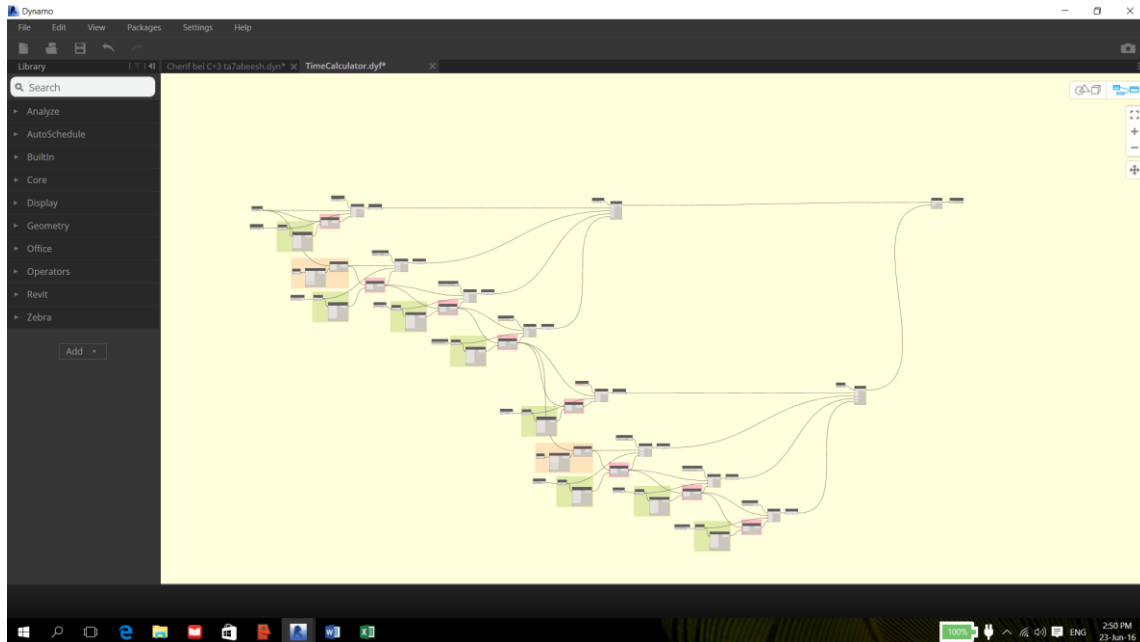 Dynamo
File Edit View Packages Settings Help
Library
Cherif bel C+3 ta7abeesh.dyn*
TimeCalculator.dyf*
Search
Analyze
AutoSchedule
BuiltIn
Core
Display
Geometry
Office
Operators
Revit
Zebra
Add
100%
ENG
2:50 PM
23-Jun-16